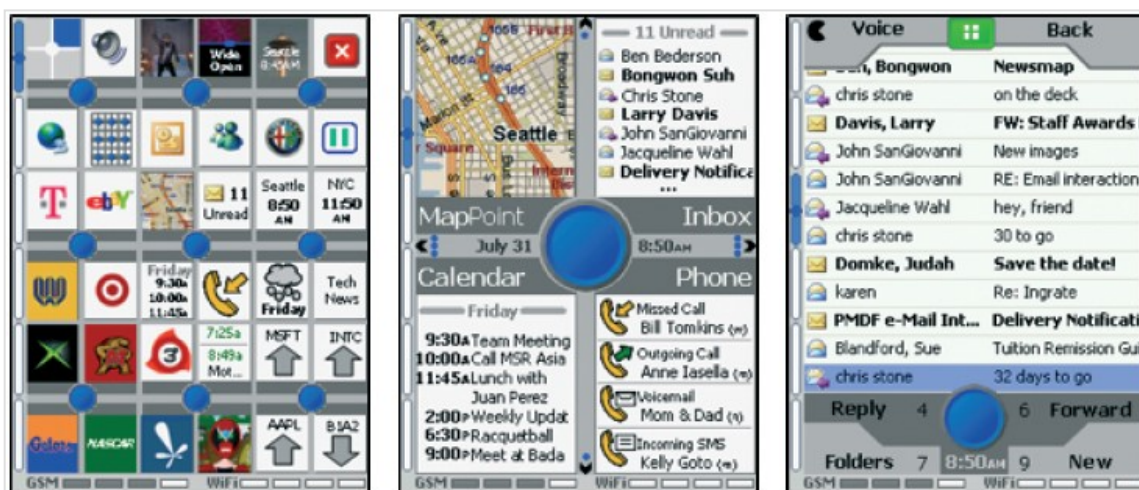 Wide
Open
Seattle
8:45AM
T
ebY
11
Unread
Seattle
8:50
AM
NYC
11:50
AM
Friday
9:30A
10:00A
11:45A
Friday
Tech
News
3
7:25a
8:49a
Mot...
MSFT
INTC
NASCAR
AAPL
BIA2
GSM
WiFi
Seattle
MapPoint
11 Unread
Ben Bederson
Bongwon Suh
Chris Stone
Larry Davis
John SanGiovanni
Jacqueline Wahl
Delivery Notifica
...
Inbox
July 31
8:50AM
Calendar
Phone
Friday
9:30A Team Meeting
10:00A Call MSR Asia
11:45A Lunch with
Juan Perez
2:00P Weekly Updat
6:30P Racquetball
9:00P Meet at Bada
Missed Call
Bill Tomkins (m)
Outgoing Call
Anne Iasella
Voicemail
Mom & Dad
Incoming SMS
Kelly Goto (m)
GSM
WiFi
Voice
Back
Bongwon Newsmap
chris stone on the deck
Davis, Larry FW: Staff Awards
John SanGiovanni New images
John SanGiovanni RE: Email interaction
Jacqueline Wahl hey, friend
chris stone 30 to go
Domke, Judah Save the date!
karen Re: Ingrate
PMDF e-Mail Int... Delivery Notificati
Blandford, Sue Tuition Remission Gui
chris stone 32 days to go
Reply 4 6 Forward
Folders 7 8:50AM 9 New
GSM WiFi